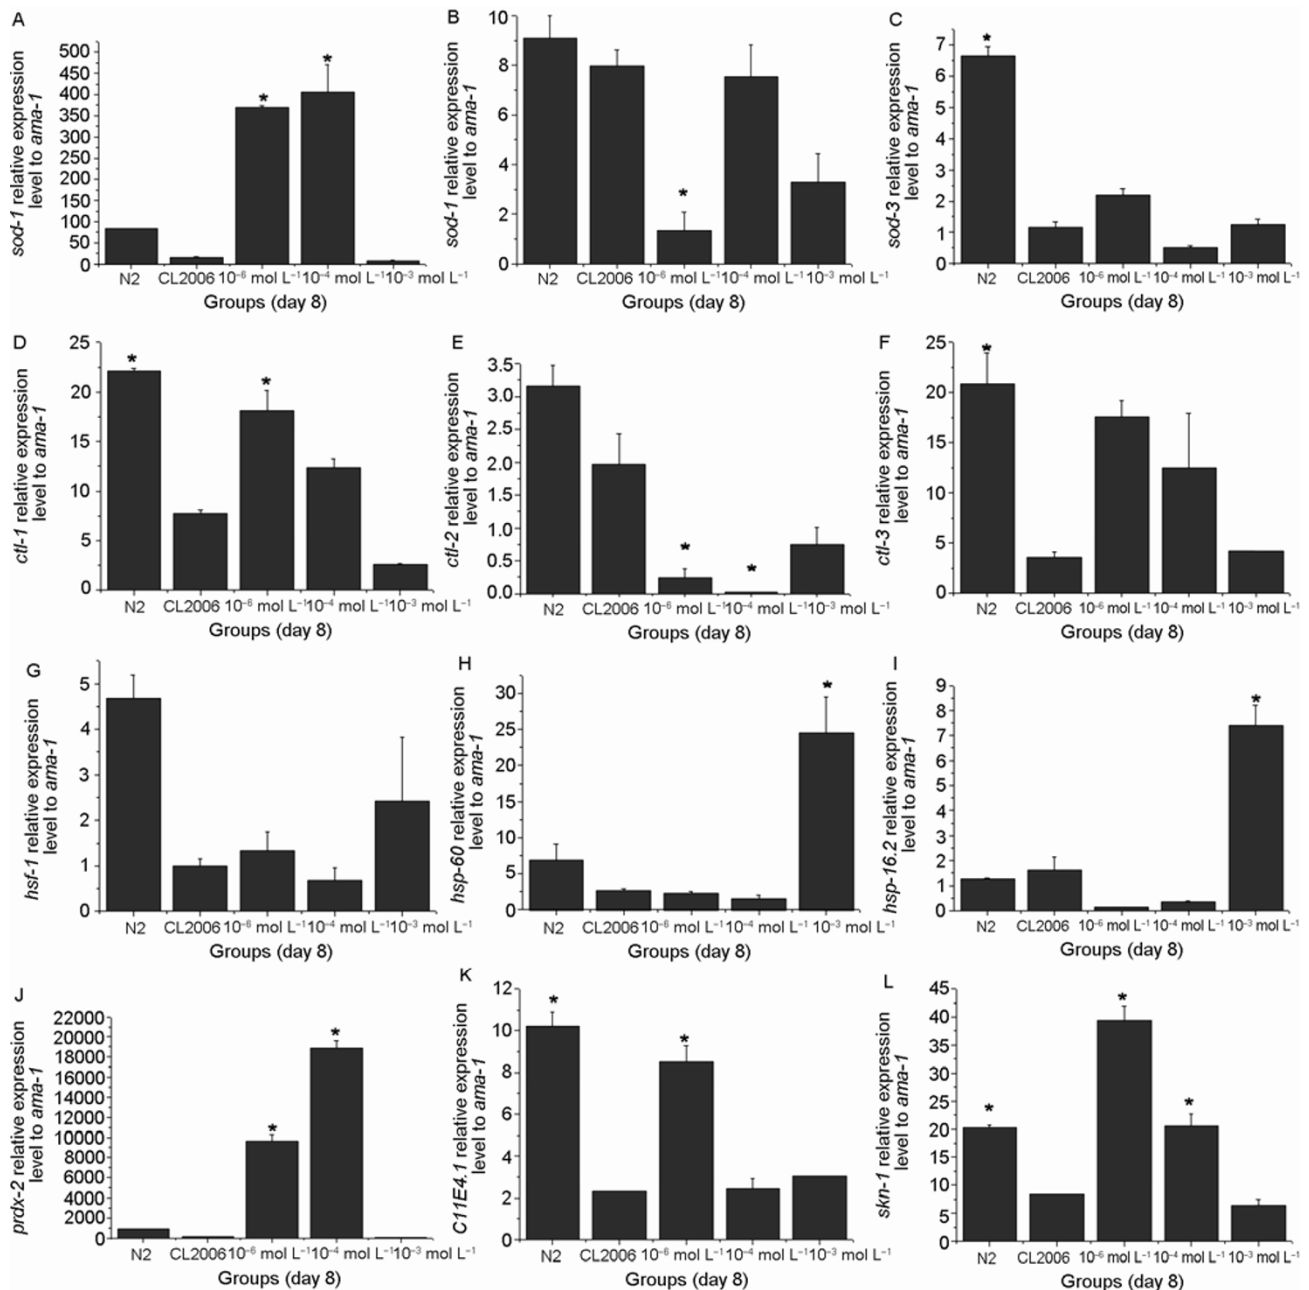 A
sod-1 relative expression
level to ama-1
500
450
400
350
300
250
200
150
100
50
0
*
*
N2 CL2006 10⁻⁶ mol L⁻¹ 10⁻⁴ mol L⁻¹ 10⁻³ mol L⁻¹
Groups (day 8)
B
sod-1 relative expression
level to ama-1
10
8
6
4
2
0
*
N2 CL2006 10⁻⁶ mol L⁻¹ 10⁻⁴ mol L⁻¹ 10⁻³ mol L⁻¹
Groups (day 8)
C
sod-3 relative expression
level to ama-1
7
6
5
4
3
2
1
0
*
N2 CL2006 10⁻⁶ mol L⁻¹ 10⁻⁴ mol L⁻¹ 10⁻³ mol L⁻¹
Groups (day 8)
D
ctl-1 relative expression
level to ama-1
25
20
15
10
5
0
*
*
N2 CL2006 10⁻⁶ mol L⁻¹ 10⁻⁴ mol L⁻¹ 10⁻³ mol L⁻¹
Groups (day 8)
E
ctl-2 relative expression
level to ama-1
3.5
3.0
2.5
2.0
1.5
1.0
0.5
0.0
*
*
N2 CL2006 10⁻⁶ mol L⁻¹ 10⁻⁴ mol L⁻¹ 10⁻³ mol L⁻¹
Groups (day 8)
F
ctl-3 relative expression
level to ama-1
25
20
15
10
5
0
*
N2 CL2006 10⁻⁶ mol L⁻¹ 10⁻⁴ mol L⁻¹ 10⁻³ mol L⁻¹
Groups (day 8)
G
hsf-1 relative expression
level to ama-1
5
4
3
2
1
0
N2 CL2006 10⁻⁶ mol L⁻¹ 10⁻⁴ mol L⁻¹ 10⁻³ mol L⁻¹
Groups (day 8)
H
hsp-60 relative expression
level to ama-1
30
25
20
15
10
5
0
*
N2 CL2006 10⁻⁶ mol L⁻¹ 10⁻⁴ mol L⁻¹ 10⁻³ mol L⁻¹
Groups (day 8)
I
hsp-16.2 relative expression
level to ama-1
9
8
7
6
5
4
3
2
1
0
*
N2 CL2006 10⁻⁶ mol L⁻¹ 10⁻⁴ mol L⁻¹ 10⁻³ mol L⁻¹
Groups (day 8)
J
prdx-2 relative expression
level to ama-1
22000
20000
18000
16000
14000
12000
10000
8000
6000
4000
2000
0
*
*
N2 CL2006 10⁻⁶ mol L⁻¹ 10⁻⁴ mol L⁻¹ 10⁻³ mol L⁻¹
Groups (day 8)
K
C11E4.1 relative expression
level to ama-1
12
10
8
6
4
2
0
*
*
N2 CL2006 10⁻⁶ mol L⁻¹ 10⁻⁴ mol L⁻¹ 10⁻³ mol L⁻¹
Groups (day 8)
L
skn-1 relative expression
level to ama-1
45
40
35
30
25
20
15
10
5
0
*
*
*
N2 CL2006 10⁻⁶ mol L⁻¹ 10⁻⁴ mol L⁻¹ 10⁻³ mol L⁻¹
Groups (day 8)